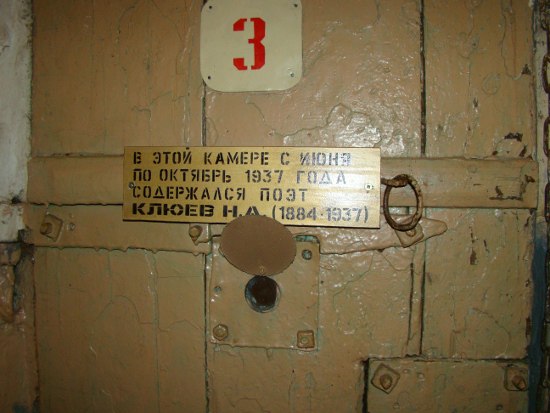 3
В ЭТОЙ КАМЕРЕ С ИЮНЯ
ПО ОКТЯБРЬ 1937 ГОДА
СОДЕРЖАЛСЯ ПОЭТ
КЛЮЕВ Н.А. (1884-1937)